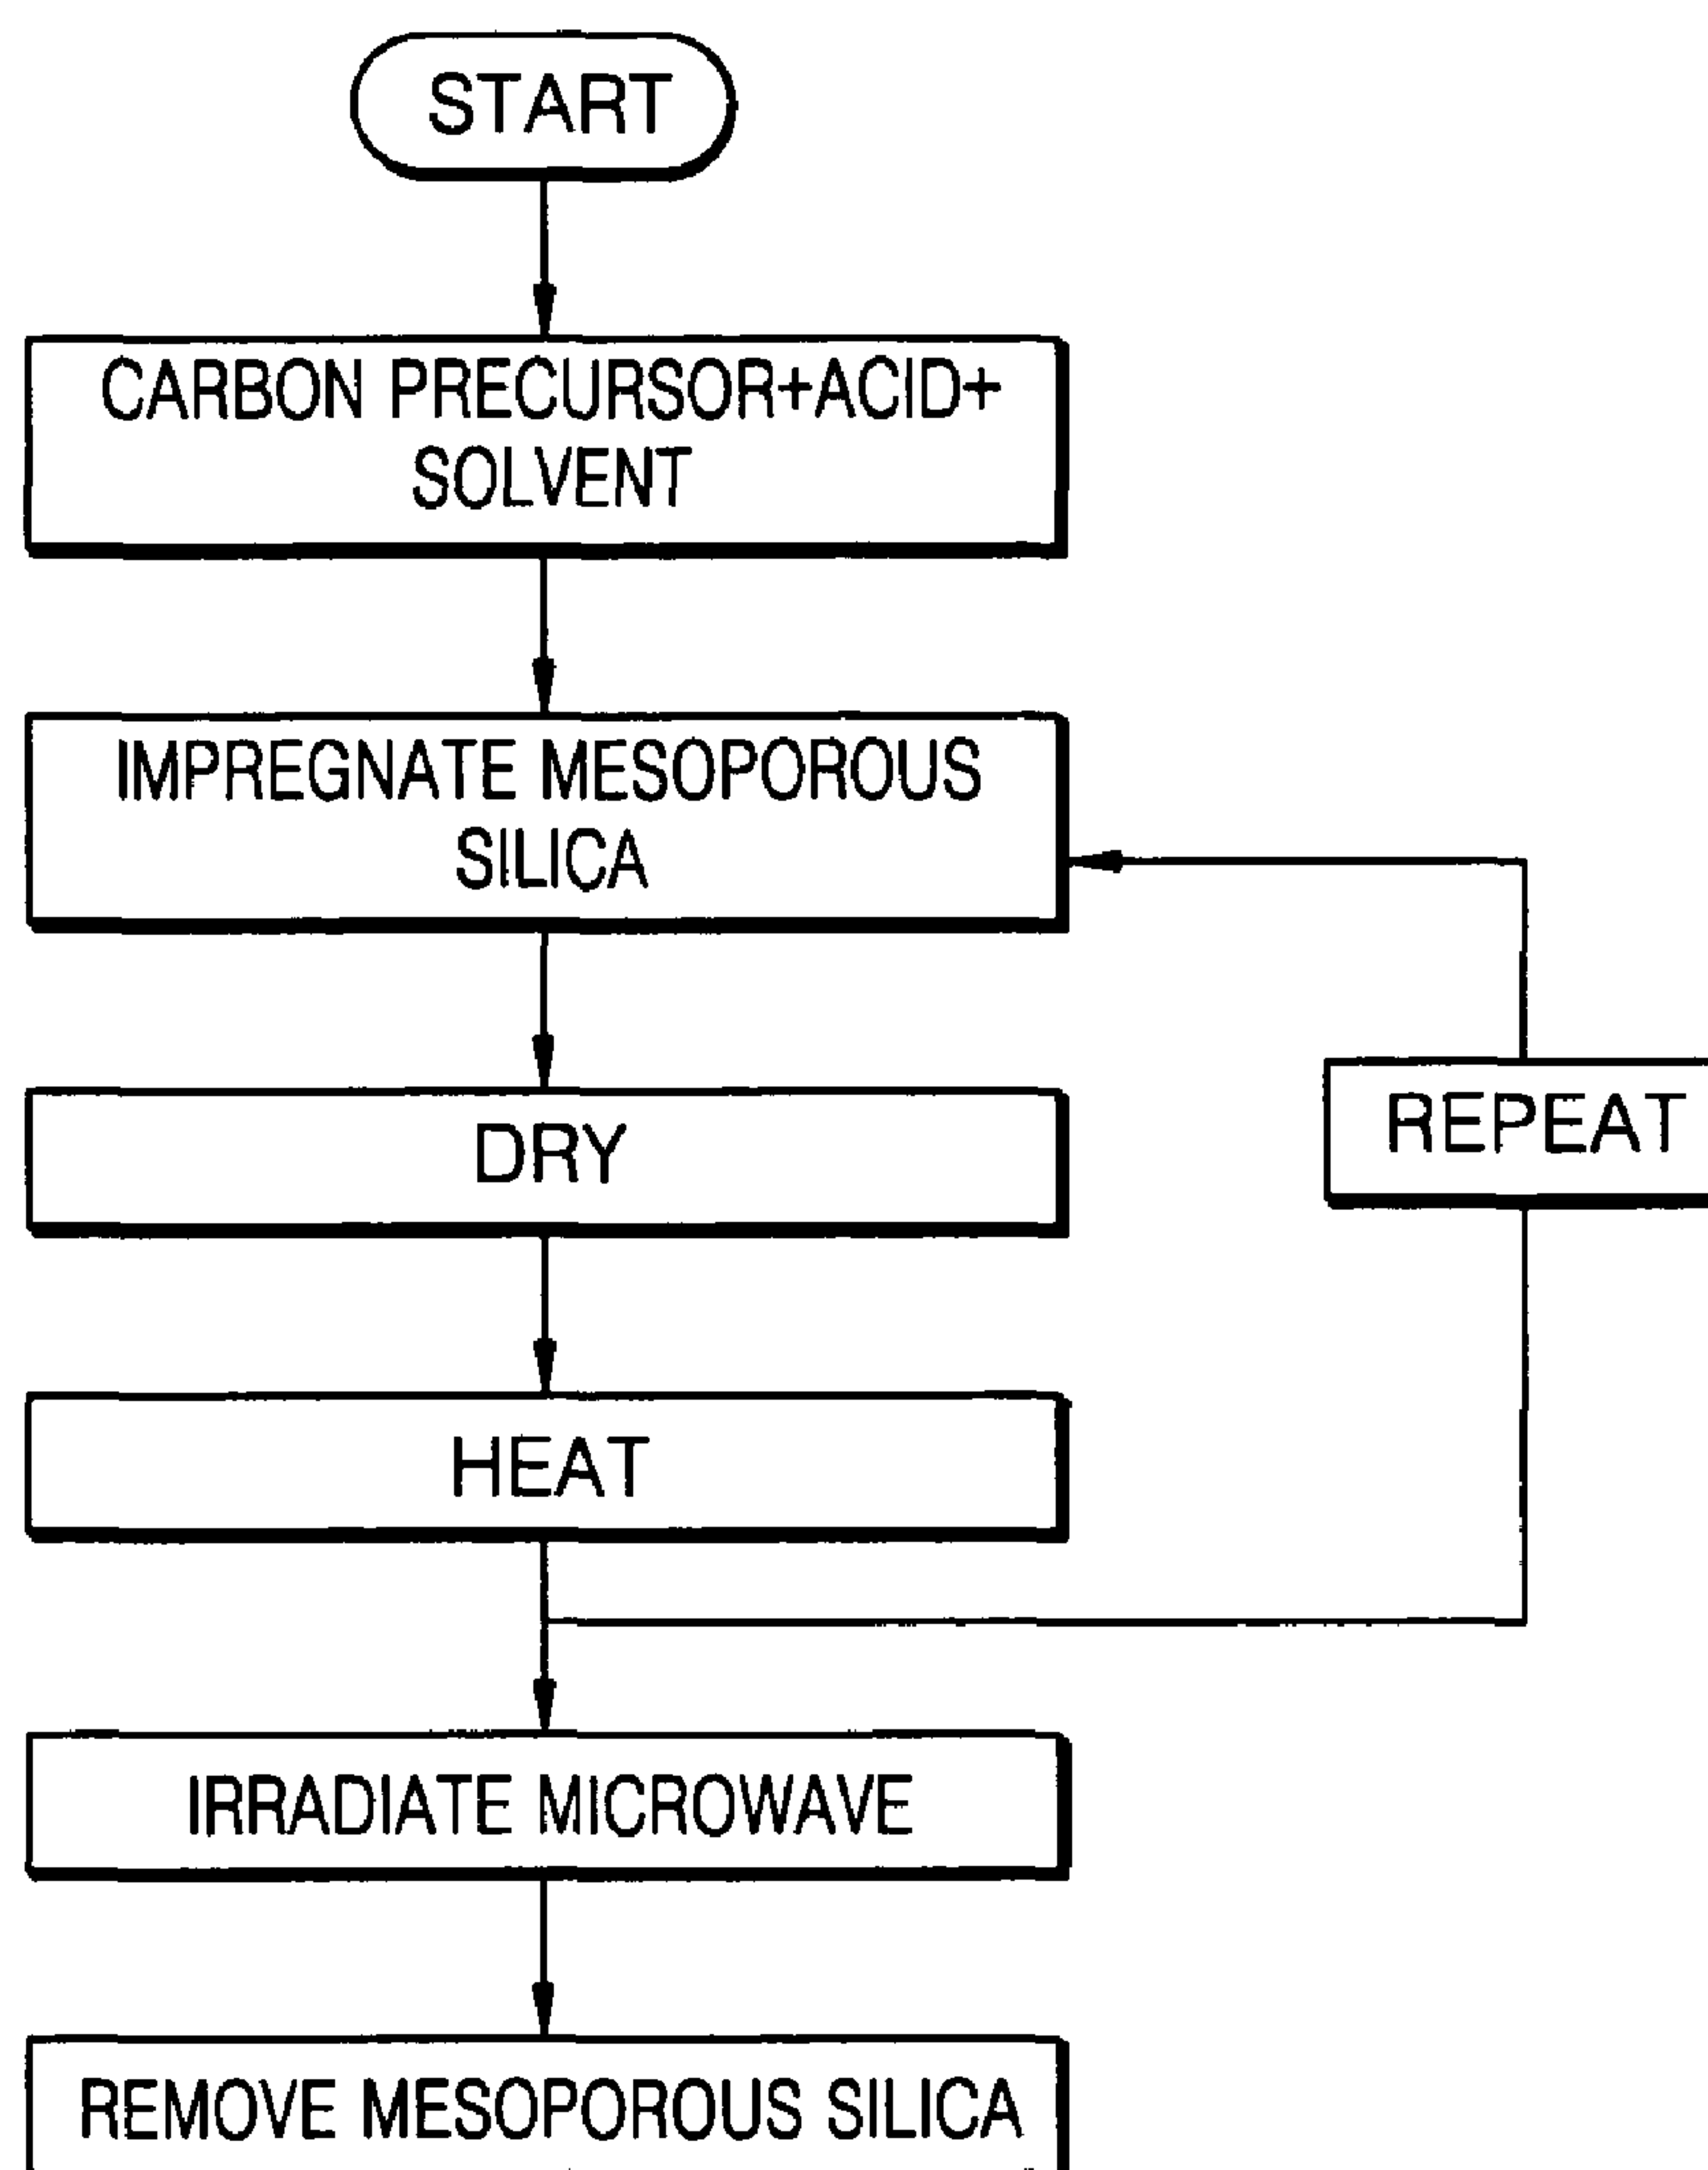 START
CARBON PRECURSOR+ACID+
SOLVENT
IMPREGNATE MESOPOROUS
SILICA
DRY
REPEAT
HEAT
IRRADIATE MICROWAVE
REMOVE MESOPOROUS SILICA